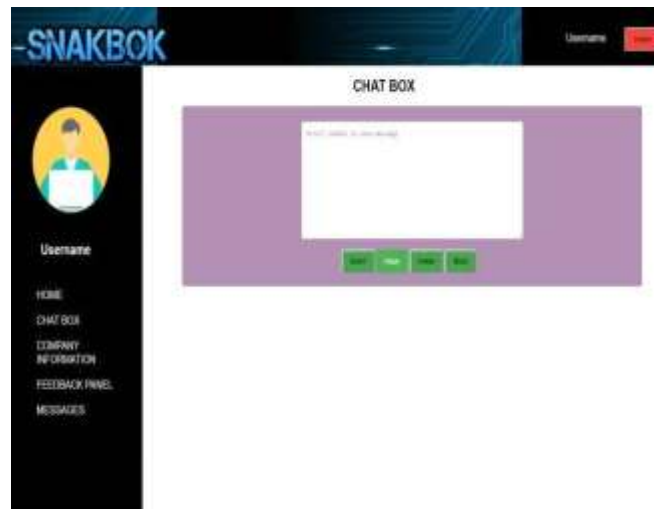 -SNAKBOK
Username
CHAT BOX
Username
HOME
CHAT BOX
COMPANY
INFORMATION
FEEDBACK PANEL
MESSAGES